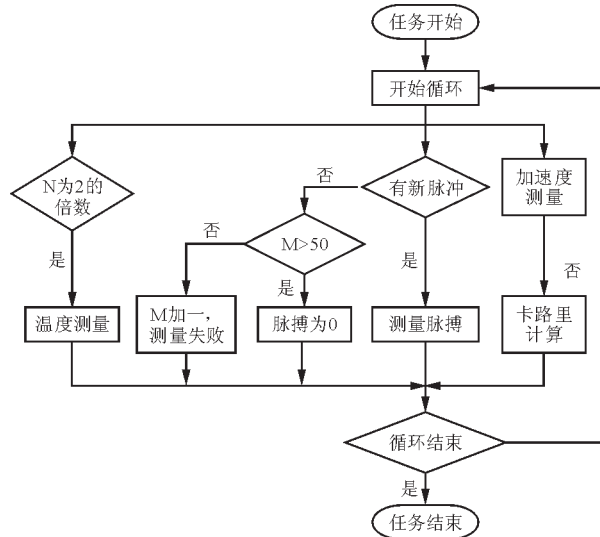 任务开始
开始循环
N为2的
倍数
否
有新脉冲
加速度
测量
否
M>50
是
是
是
否
温度测量
M加一，
测量失败
脉搏为0
测量脉搏
卡路里
计算
循环结束
是
任务结束